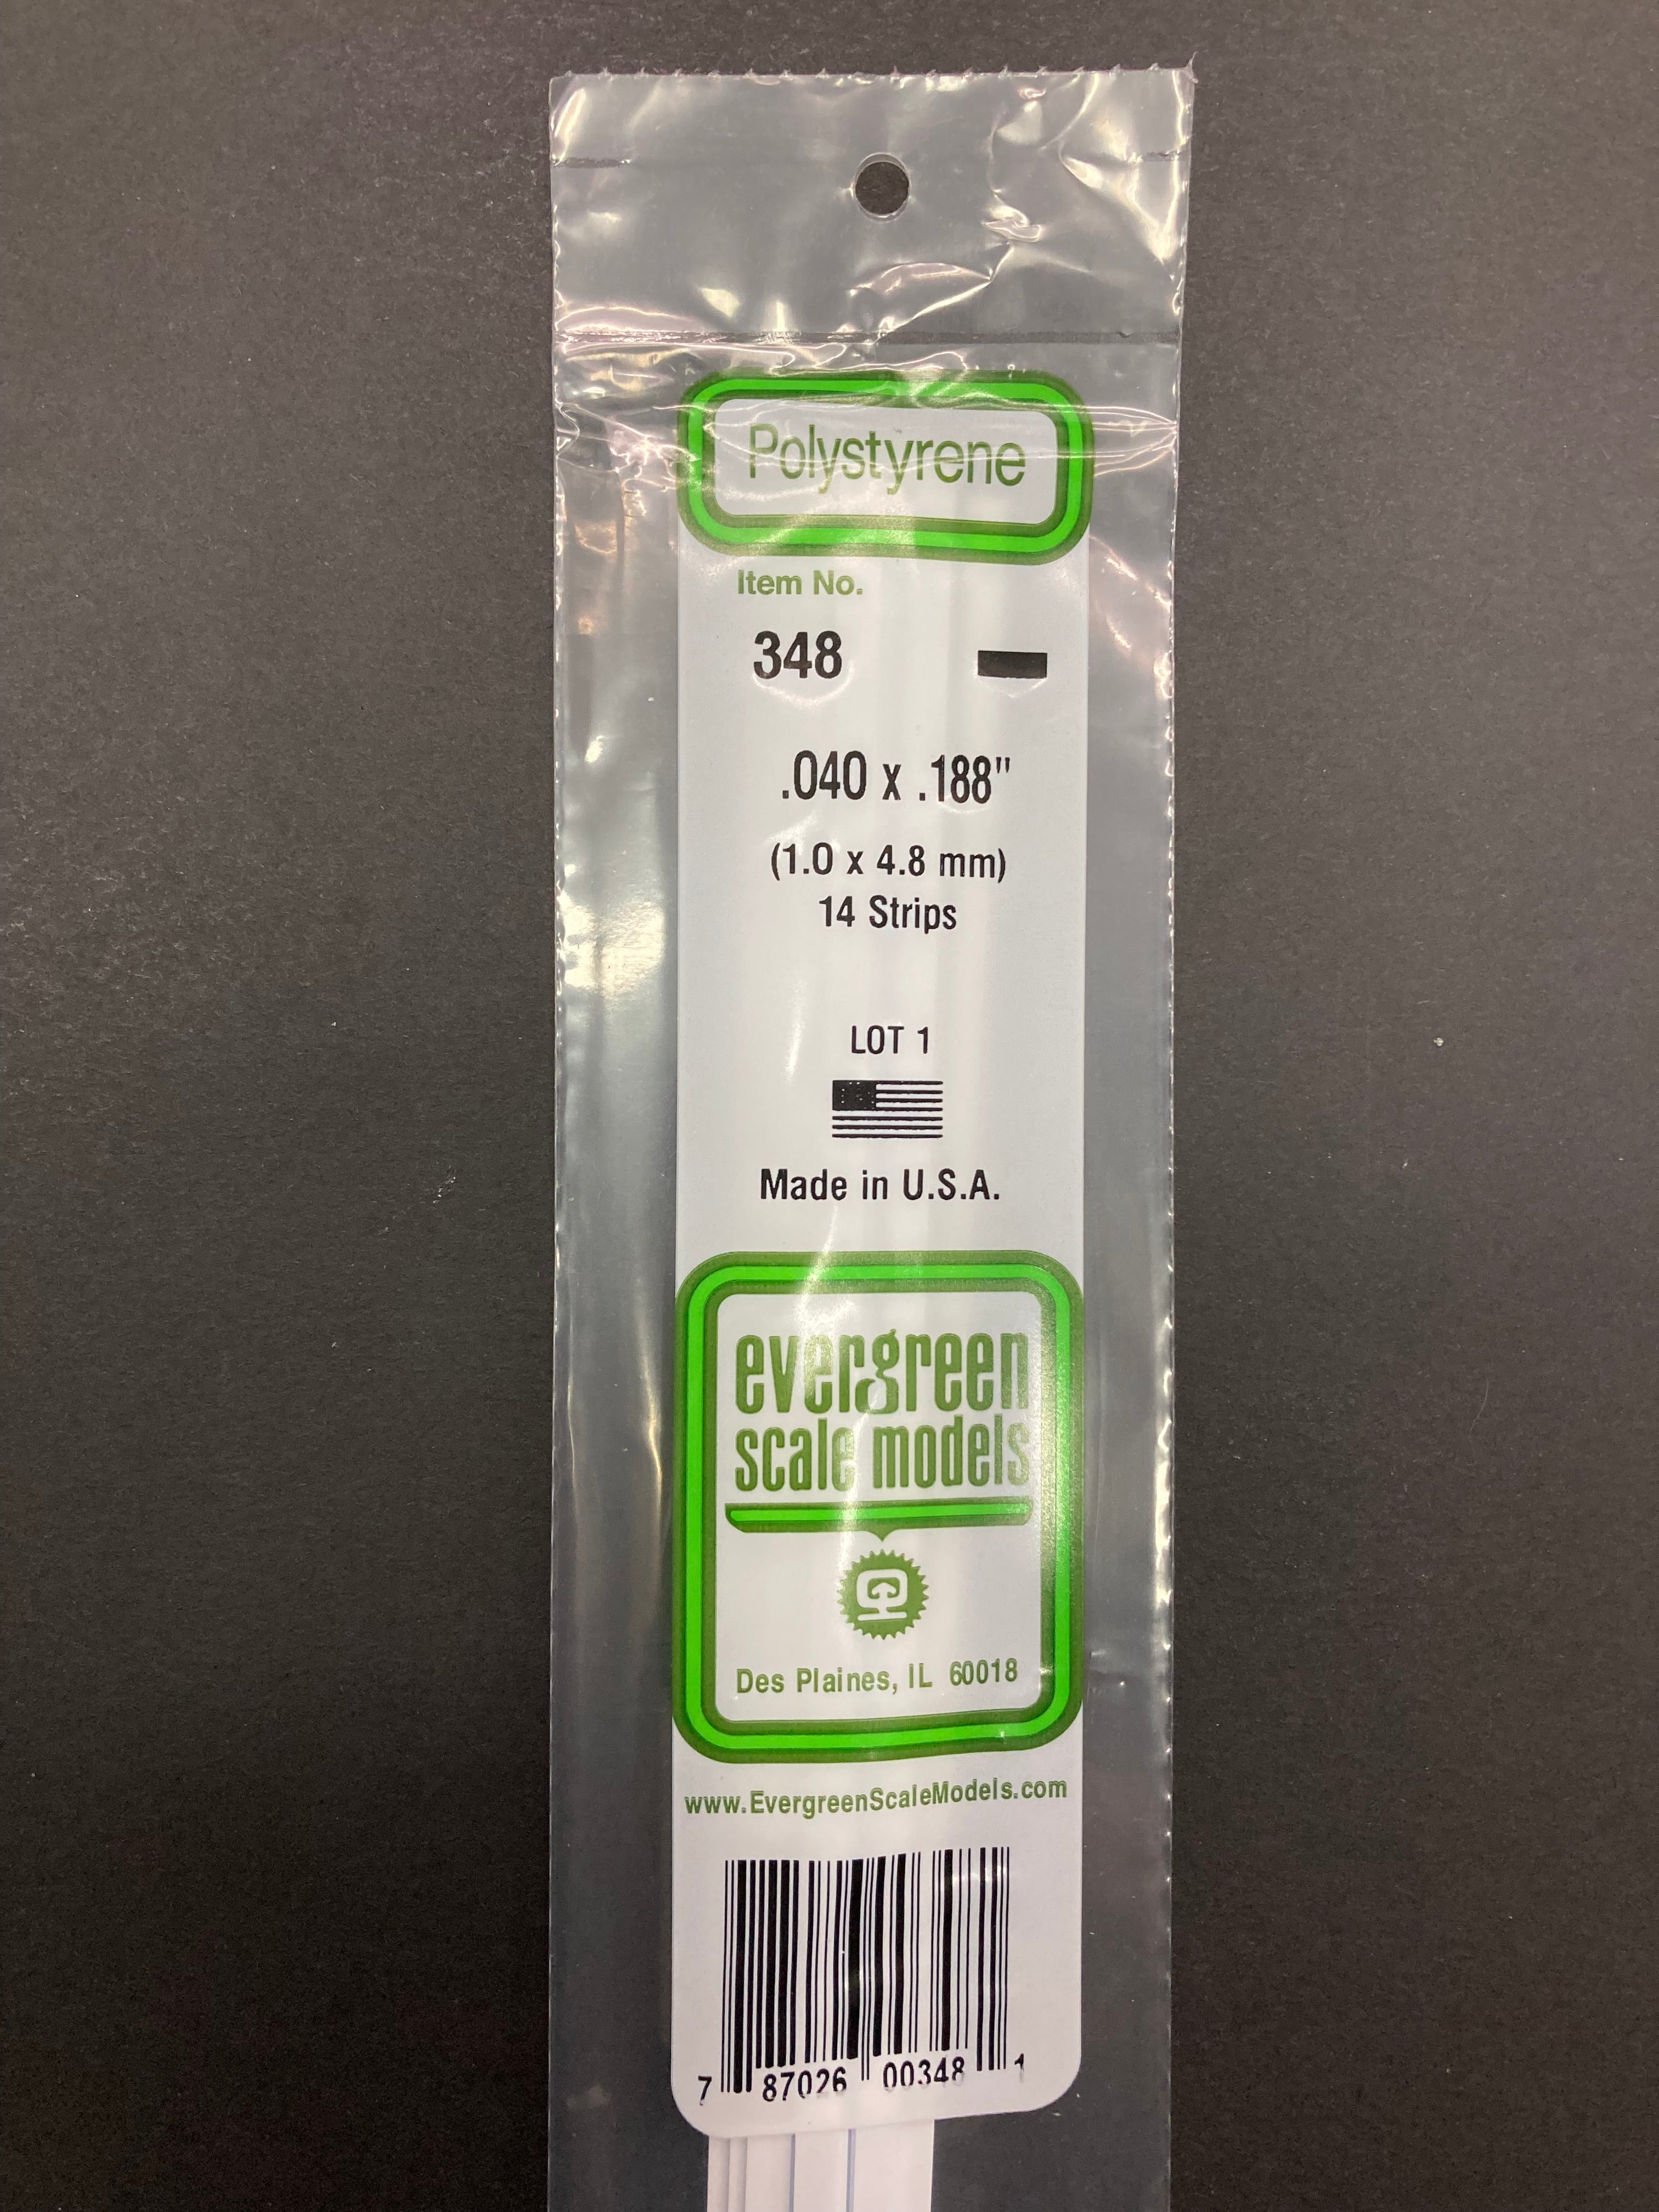 Polystyrene
Item No.
348
.040 x .188"
(1.0 x 4.8 mm)
14 Strips
LOT 1
Made in U.S.A.
evergreen
scale models
Des Plaines, IL 60018
www.EvergreenScaleModels.com
7 87026 00348 1